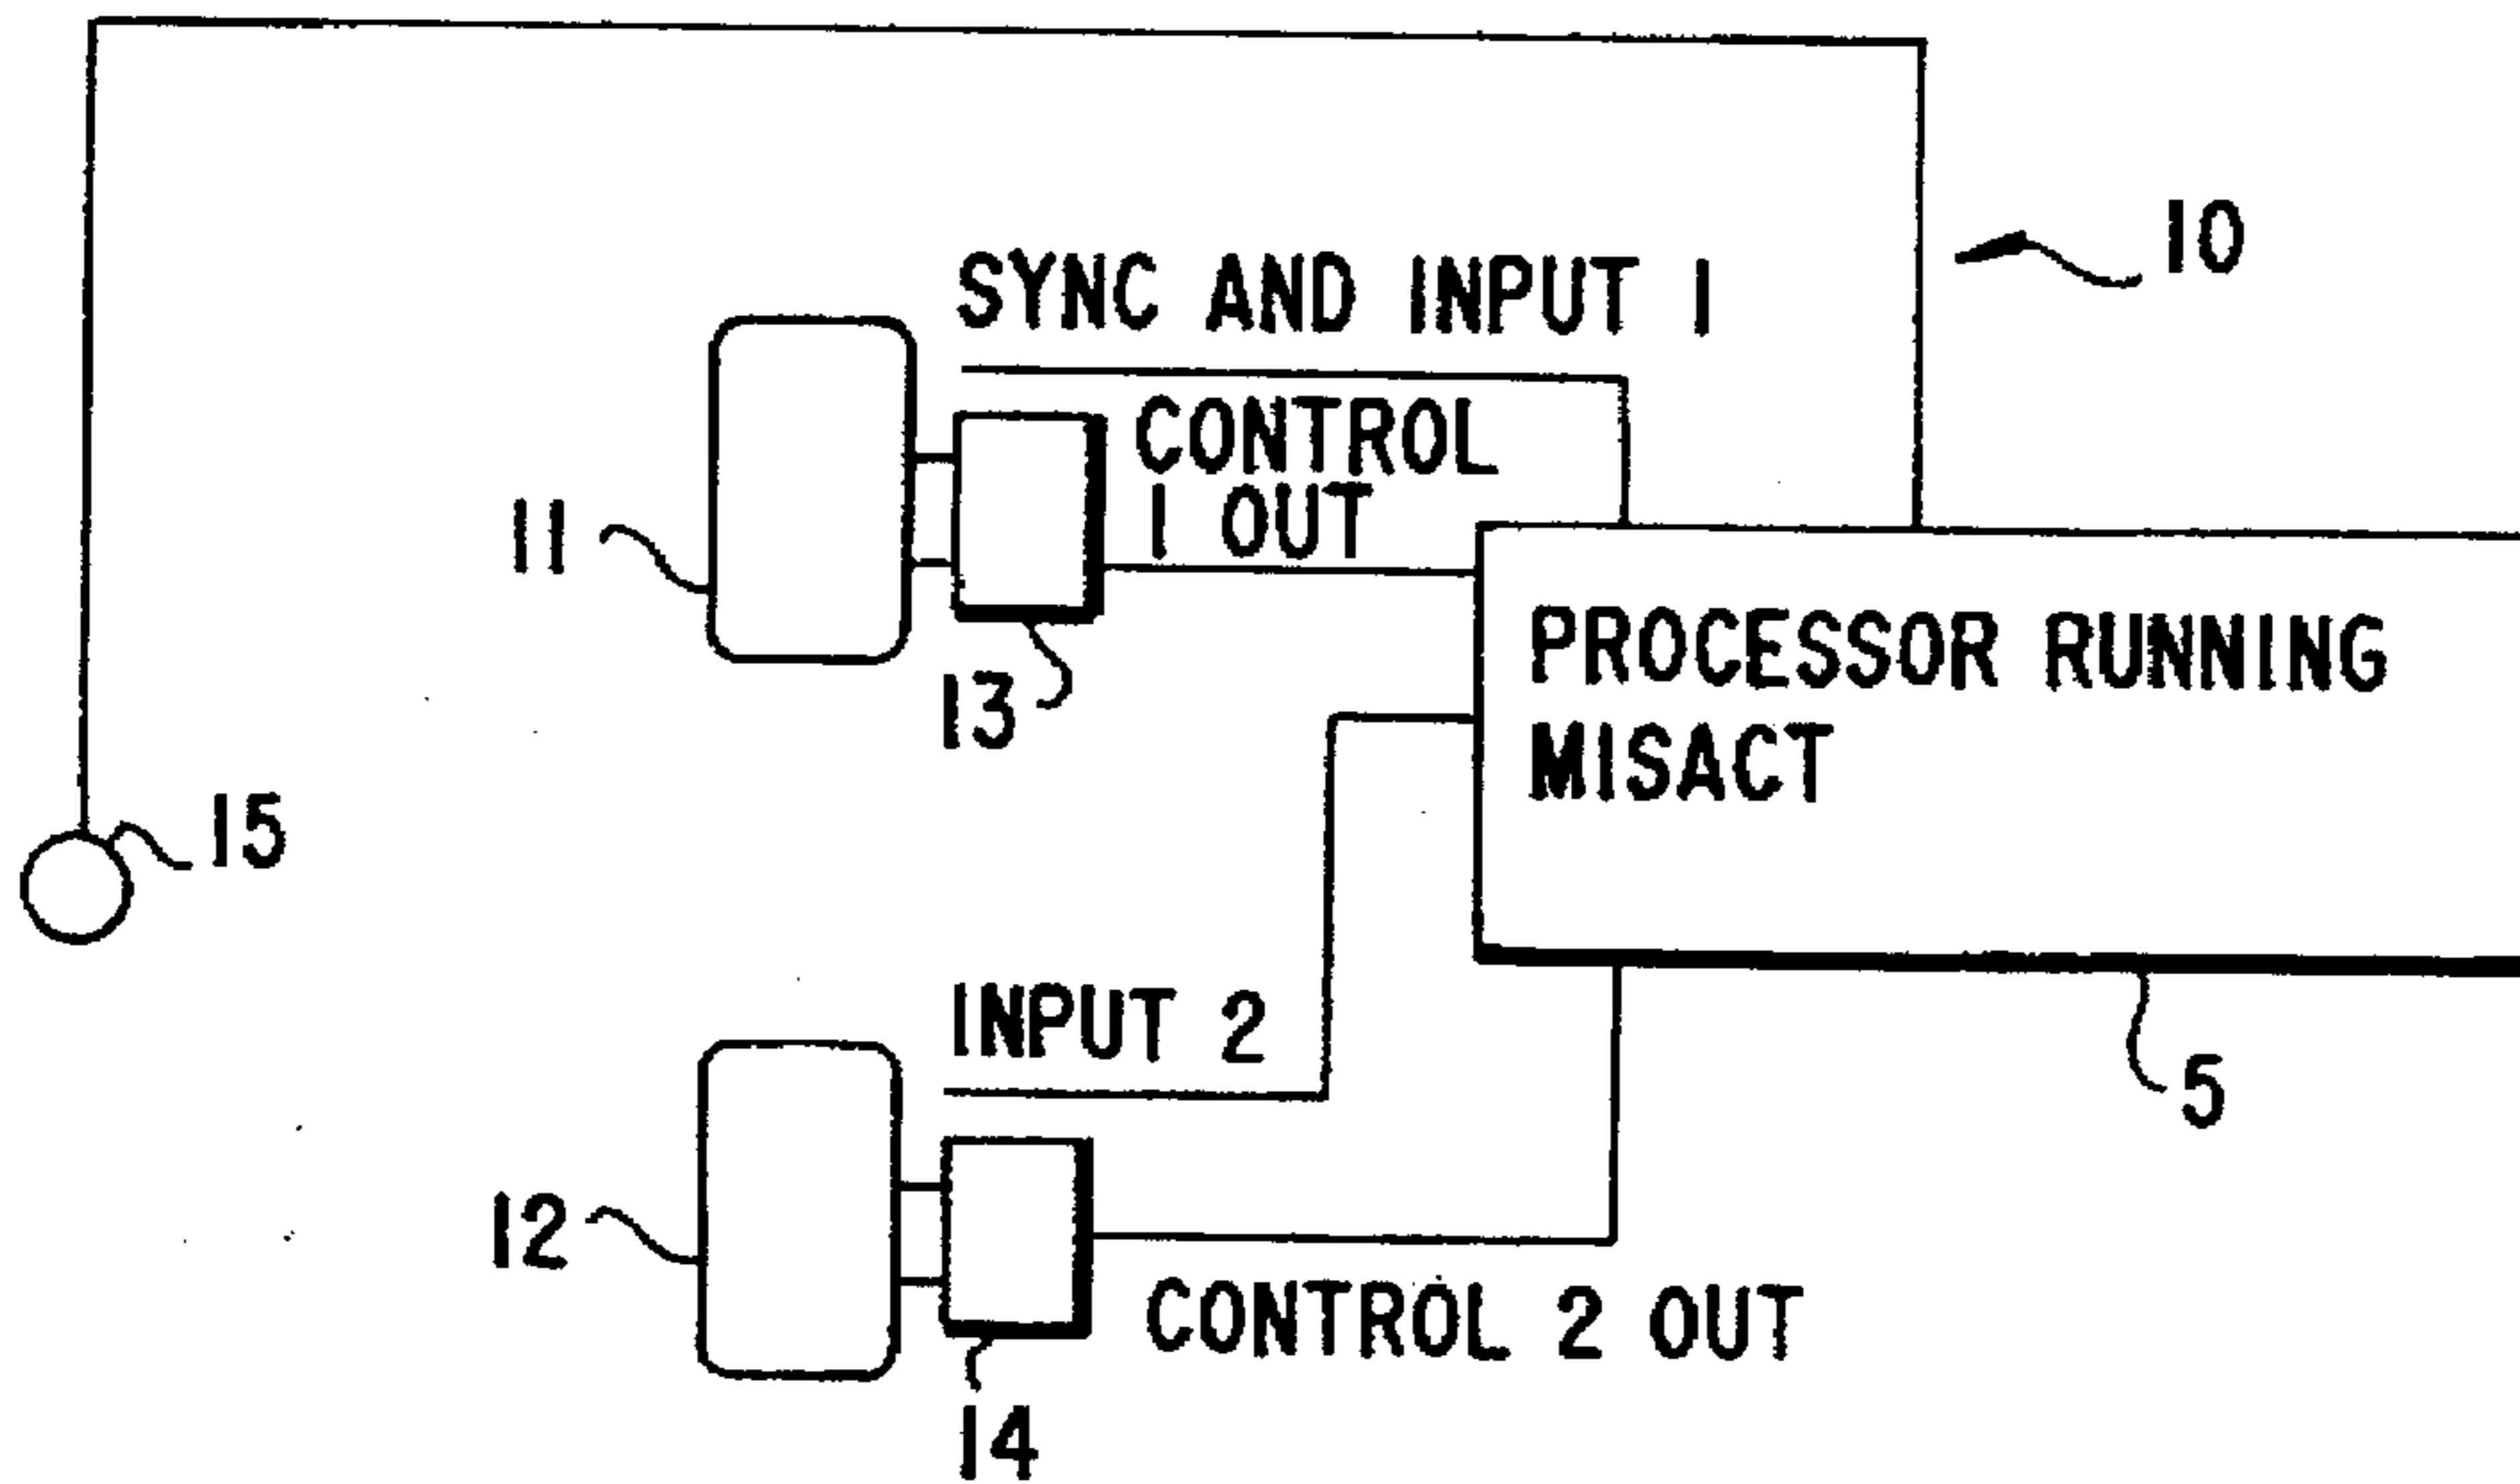 10
SYNC AND INPUT 1
CONTROL
1 OUT
11
PROCESSOR RUNNING
MISACT
13
15
INPUT 2
5
12
CONTROL 2 OUT
14